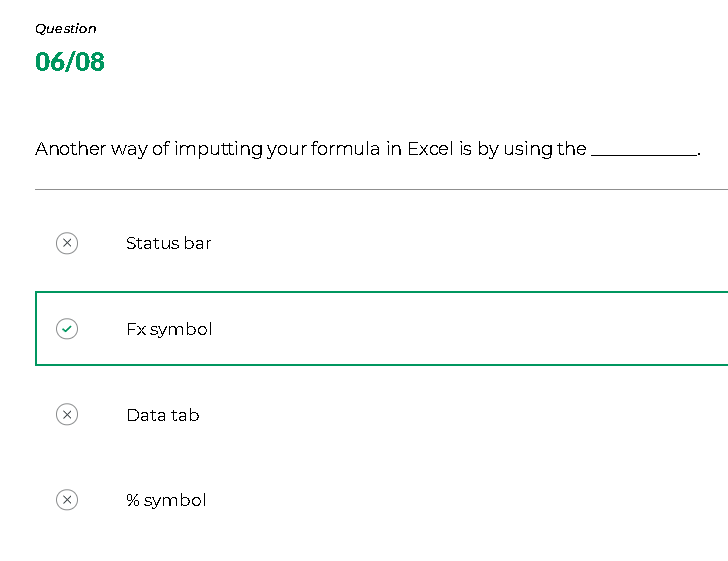 Question
06/08
Another way of imputting your formula in Excel is by using the ___________.
Status bar
Fx symbol
Data tab
% symbol